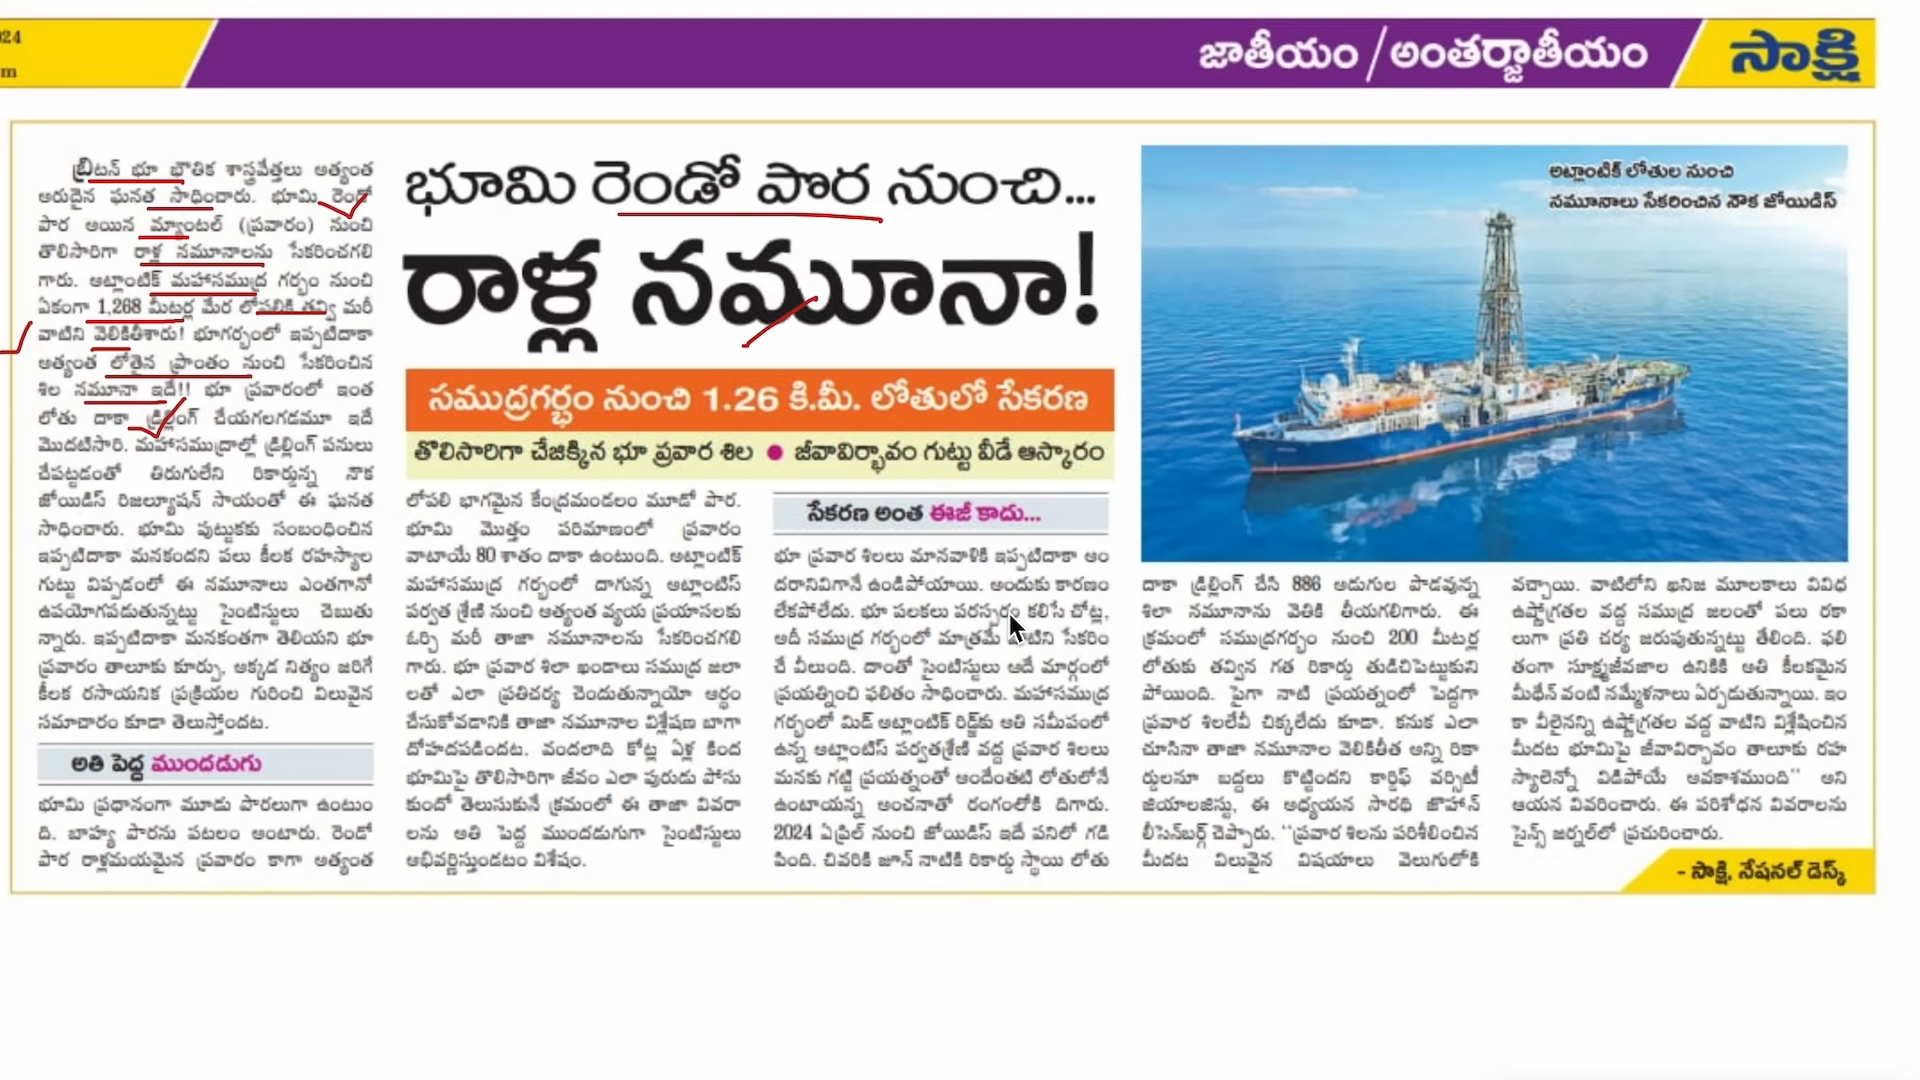 024
m
జాతీయం / అంతర్జాతీయం
సాక్షి
బ్రిటన్ భూ భౌతిక శాస్త్రవేత్తలు అత్యంత
అరుదైన ఘనత సాధించారు. భూమి రెండో
పొర అయిన మ్యాంటల్ (ప్రవారం) నుంచి
తొలిసారిగా రాళ్ల నమూనాలను సేకరించగలి
గారు. అట్లాంటిక్ మహాసముద్ర గర్భం నుంచి
ఏకంగా 1,268 మీటర్ల మేర లోపలికి తవ్వి మరీ
వాటిని వెలికితీశారు! భూగర్భంలో ఇప్పటిదాకా
అత్యంత లోతైన ప్రాంతం నుంచి సేకరించిన
శిల నమూనా ఇదే!! భూ ప్రవారంలో ఇంత
లోతు దాకా డ్రిల్లింగ్ చేయగలగడమూ ఇదే
మొదటిసారి. మహాసముద్రాల్లో డ్రిల్లింగ్ పనులు
చేపట్టడంతో తిరుగులేని రికార్డున్న నౌక
జోయిడిస్ రిజల్యూషన్ సాయంతో ఈ ఘనత
సాధించారు. భూమి పుట్టుకకు సంబంధించిన
ఇప్పటిదాకా మనకందని పలు కీలక రహస్యాల
గుట్టు విప్పడంలో ఈ నమూనాలు ఎంతగానో
ఉపయోగపడుతున్నట్టు సైంటిస్టులు చెబుతు
న్నారు. ఇప్పటిదాకా మనకంతగా తెలియని భూ
ప్రవారం తాలూకు కూర్పు, అక్కడ నిత్యం జరిగే
కీలక రసాయనిక ప్రక్రియల గురించి విలువైన
సమాచారం కూడా తెలుస్తోందట.
అతి పెద్ద ముందడుగు
భూమి ప్రధానంగా మూడు పొరలుగా ఉంటుం
ది. బాహ్య పొరను పటలం అంటారు. రెండో
పొర రాళ్లమయమైన ప్రవారం కాగా అత్యంత
భూమి రెండో పొర నుంచి...
రాళ్ల నమూనా!
సముద్రగర్భం నుంచి 1.26 కి.మీ. లోతులో సేకరణ
తొలిసారిగా చేజిక్కిన భూ ప్రవార శిల ● జీవావిర్భావం గుట్టు వీడే ఆస్కారం
లోపలి భాగమైన కేంద్రమండలం మూడో పొర.
భూమి మొత్తం పరిమాణంలో ప్రవారం
వాటాయే 80 శాతం దాకా ఉంటుంది. అట్లాంటిక్
మహాసముద్ర గర్భంలో దాగున్న అట్లాంటిస్
పర్వత శ్రేణి నుంచి అత్యంత వ్యయ ప్రయాసలకు
ఓర్చి మరీ తాజా నమూనాలను సేకరించగలి
గారు. భూ ప్రవార శిలా ఖండాలు సముద్ర జలా
లతో ఎలా ప్రతిచర్య చెందుతున్నాయో అర్థం
చేసుకోవడానికి తాజా నమూనాల విశ్లేషణ బాగా
దోహదపడిందట. వందలాది కోట్ల ఏళ్ల కింద
భూమిపై తొలిసారిగా జీవం ఎలా పురుడు పోసు
కుందో తెలుసుకునే క్రమంలో ఈ తాజా వివరా
లను అతి పెద్ద ముందడుగుగా సైంటిస్టులు
అభివర్ణిస్తుండటం విశేషం.
సేకరణ అంత ఈజీ కాదు...
భూ ప్రవార శిలలు మానవాళికి ఇప్పటిదాకా అం
దరానివిగానే ఉండిపోయాయి. అందుకు కారణం
లేకపోలేదు. భూ పలకలు పరస్పరం కలిసే చోట్ల,
అదీ సముద్ర గర్భంలో మాత్రమే వాటిని సేకరిం
చే వీలుంది. దాంతో సైంటిస్టులు అదే మార్గంలో
ప్రయత్నించి ఫలితం సాధించారు. మహాసముద్ర
గర్భంలో మిడ్ అట్లాంటిక్ రిడ్జ్‌కు అతి సమీపంలో
ఉన్న అట్లాంటిస్ పర్వతశ్రేణి వద్ద ప్రవార శిలలు
మనకు గట్టి ప్రయత్నంతో అందేంతటి లోతులోనే
ఉంటాయన్న అంచనాతో రంగంలోకి దిగారు.
2024 ఏప్రిల్ నుంచి జోయిడిస్ ఇదే పనిలో గడి
పింది. చివరికి జూన్ నాటికి రికార్డు స్థాయి లోతు
అట్లాంటిక్ లోతుల నుంచి
నమూనాలు సేకరించిన నౌక జోయిడిస్
దాకా డ్రిల్లింగ్ చేసి 886 అడుగుల పొడవున్న
శిలా నమూనాను వెతికి తీయగలిగారు. ఈ
క్రమంలో సముద్రగర్భం నుంచి 200 మీటర్ల
లోతుకు తవ్విన గత రికార్డు తుడిచిపెట్టుకుని
పోయింది. పైగా నాటి ప్రయత్నంలో పెద్దగా
ప్రవార శిలలేవీ చిక్కలేదు కూడా. కనుక ఎలా
చూసినా తాజా నమూనాల వెలికితీత అన్ని రికా
ర్డులనూ బద్దలు కొట్టిందని కార్డిఫ్ వర్సిటీ
జియాలజిస్టు, ఈ అధ్యయన సారథి జొహాన్
లీసెన్‌బర్గ్ చెప్పారు. ‘‘ప్రవార శిలను పరిశీలించిన
మీదట విలువైన విషయాలు వెలుగులోకి
వచ్చాయి. వాటిలోని ఖనిజ మూలకాలు వివిధ
ఉష్ణోగ్రతల వద్ద సముద్ర జలంతో పలు రకా
లుగా ప్రతి చర్య జరుపుతున్నట్టు తేలింది. ఫలి
తంగా సూక్ష్మజీవజాల ఉనికికి అతి కీలకమైన
మీథేన్ వంటి నమ్మేళనాలు ఏర్పడుతున్నాయి. ఇం
కా వీలైనన్ని ఉష్ణోగ్రతల వద్ద వాటిని విశ్లేషించిన
మీదట భూమిపై జీవావిర్భావం తాలూకు రహ
స్యాలెన్నో విడిపోయే అవకాశముంది’’ అని
ఆయన వివరించారు. ఈ పరిశోధన వివరాలను
సైన్స్ జర్నల్‌లో ప్రచురించారు.
- సాక్షి, నేషనల్ డెస్క్